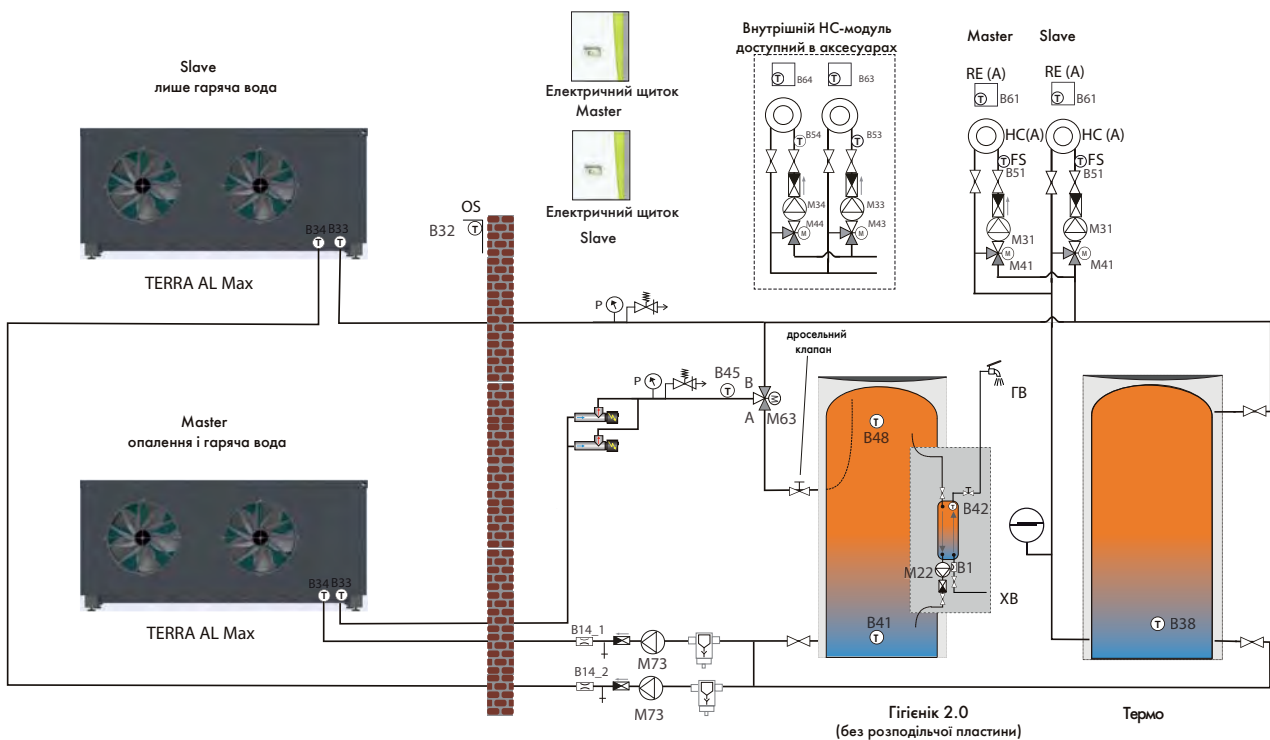 Slave
лише гаряча вода
B34
B33
TERRA AL Max
Master
опалення і гаряча вода
B34
B33
TERRA AL Max
Електричний щиток
Master
Електричний щиток
Slave
OS
B32
T
Внутрішній НС-модуль
доступний в аксесуарах
T
B64
T
B63
T
B54
T
B53
M34
M33
M44
M
M43
M
Master
Slave
RE (A)
RE (A)
T
B61
T
B61
HC(A)
HC (A)
T
FS
T
FS
B51
B51
M31
M31
M
M41
M
M41
P
P
B45
T
B
A
M
M63
дросельний
клапан
T
B48
T
B42
M22
B1
T
B41
ГВ
ХВ
T
B38
B14_1
M73
B14_2
M73
Гігієнік 2.0
(без розподільчої пластини)
Термо